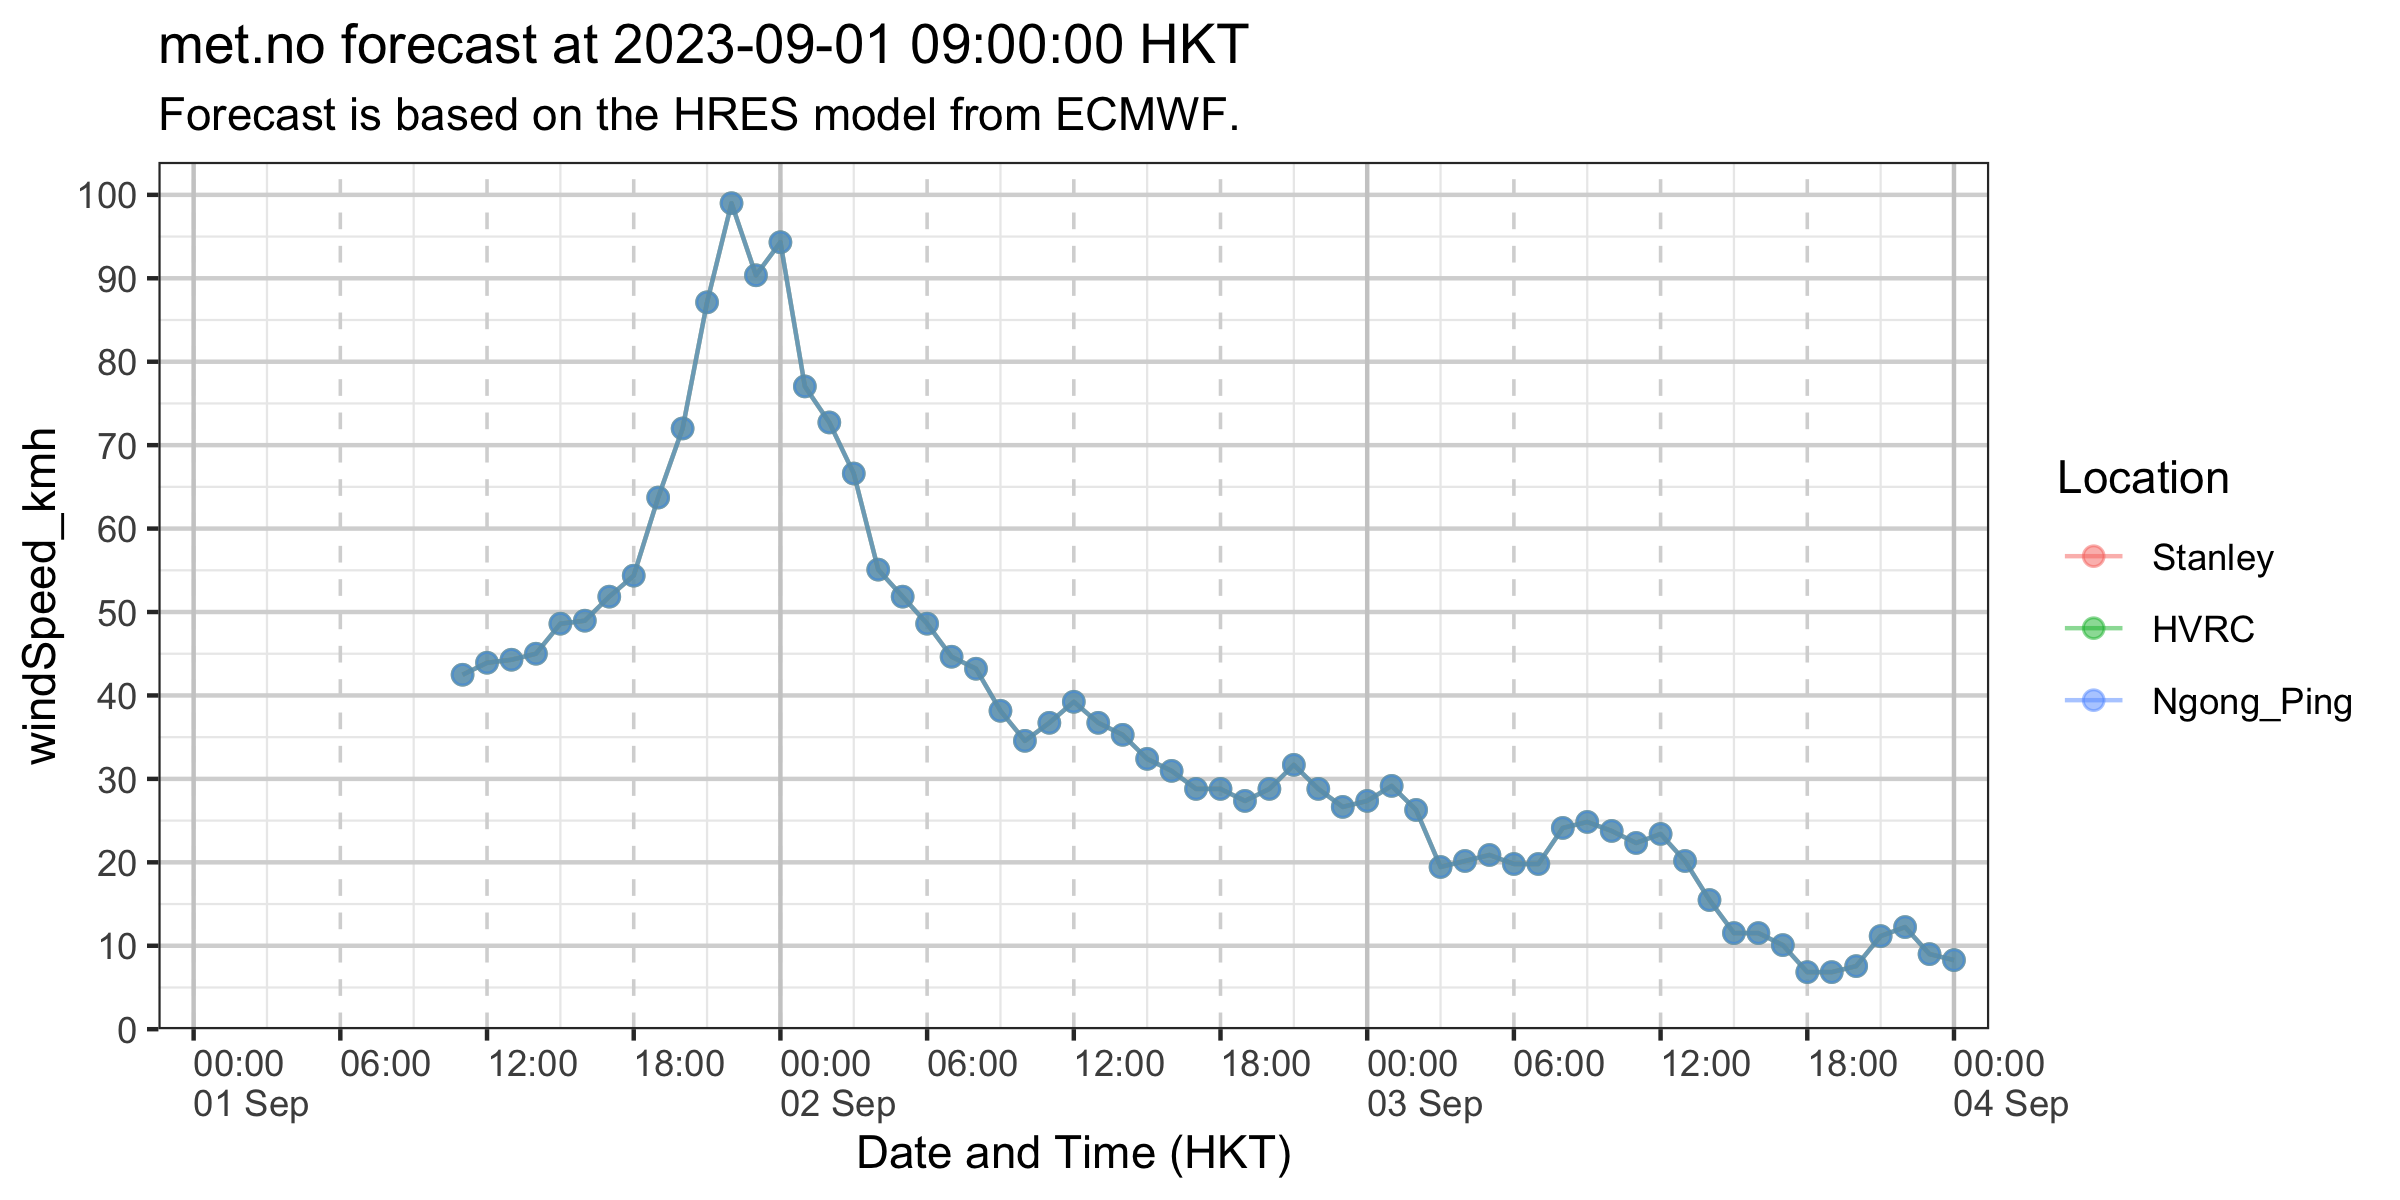 met.no forecast at 2023-09-01 09:00:00 HKT
Forecast is based on the HRES model from ECMWF.
windSpeed_kmh
100
90
80
70
60
50
40
30
20
10
0
00:00 06:00 12:00 18:00 00:00 06:00 12:00 18:00 00:00 06:00 12:00 18:00 00:00
01 Sep 02 Sep 03 Sep 04 Sep
Date and Time (HKT)
Location
Stanley
HVRC
Ngong_Ping